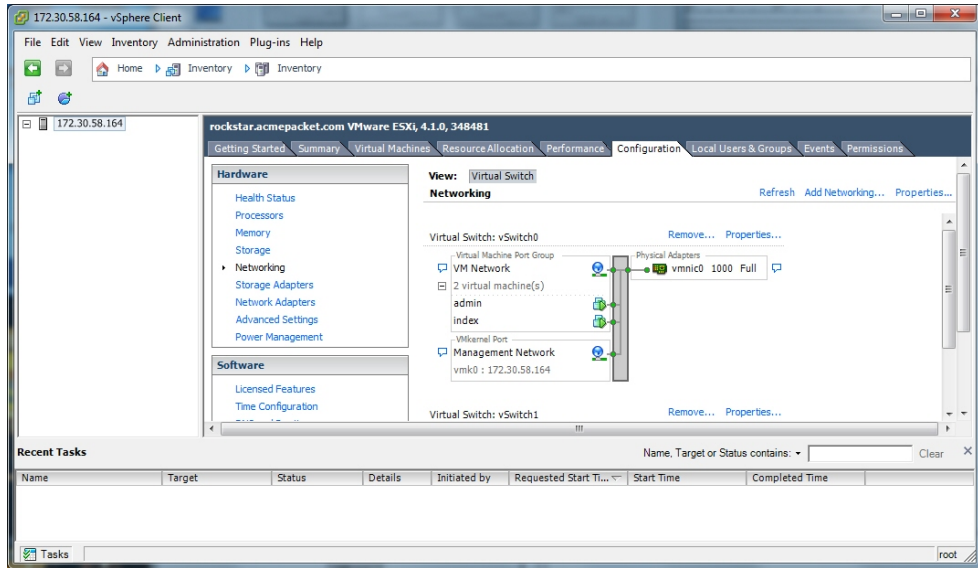 172.30.58.164 - vSphere Client
File Edit View Inventory Administration Plug-ins Help
Home Inventory Inventory
172.30.58.164
rockstar.acmepacket.com VMware ESXi, 4.1.0, 348481
Getting Started Summary Virtual Machines Resource Allocation Performance Configuration Local Users & Groups Events Permissions
Hardware
Health Status
Processors
Memory
Storage
Networking
Storage Adapters
Network Adapters
Advanced Settings
Power Management
Software
Licensed Features
Time Configuration
View: Virtual Switch
Networking
Refresh Add Networking... Properties...
Virtual Switch: vSwitch0 Remove... Properties...
Virtual Machine Port Group
VM Network
2 virtual machine(s)
admin
index
VMkernel Port
Management Network
vmk0 : 172.30.58.164
Physical Adapters
vmnic0 1000 Full
Virtual Switch: vSwitch1 Remove... Properties...
Recent Tasks
Name, Target or Status contains: Clear
Name Target Status Details Initiated by Requested Start Ti... Start Time Completed Time
Tasks
root